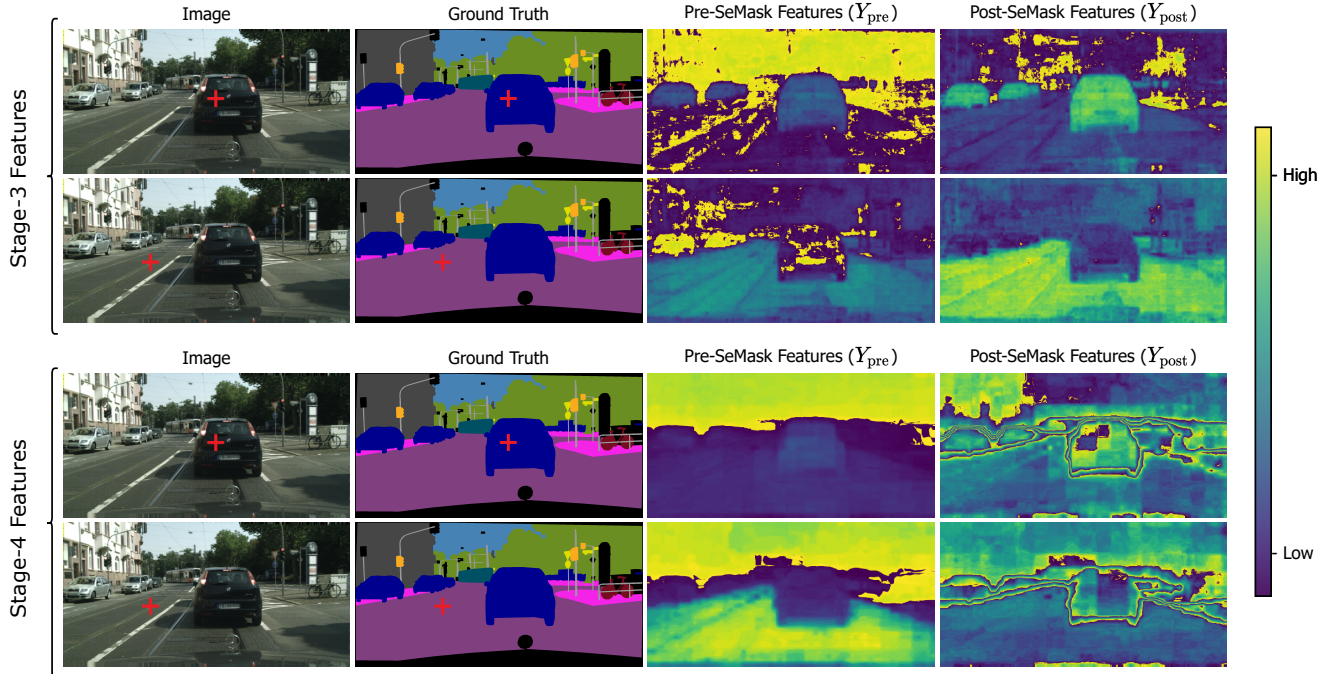 Image Ground Truth Pre-SeMask Features (Y_pre) Post-SeMask Features (Y_post)
Stage-3 Features
High
Image Ground Truth Pre-SeMask Features (Y_pre) Post-SeMask Features (Y_post)
Stage-4 Features
Low